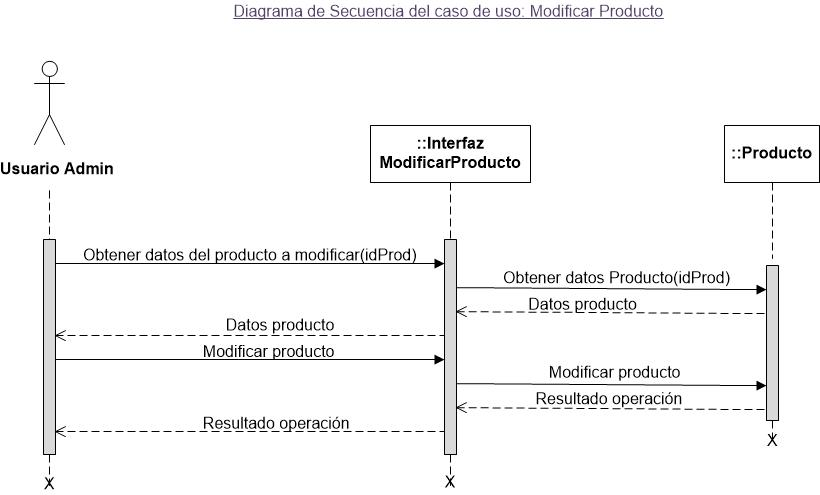 Diagrama de Secuencia del caso de uso: Modificar Producto
Usuario Admin
::Interfaz
ModificarProducto
::Producto
Obtener datos del producto a modificar(idProd)
Obtener datos Producto(idProd)
Datos producto
Datos producto
Modificar producto
Modificar producto
Resultado operación
Resultado operación
X
X
X